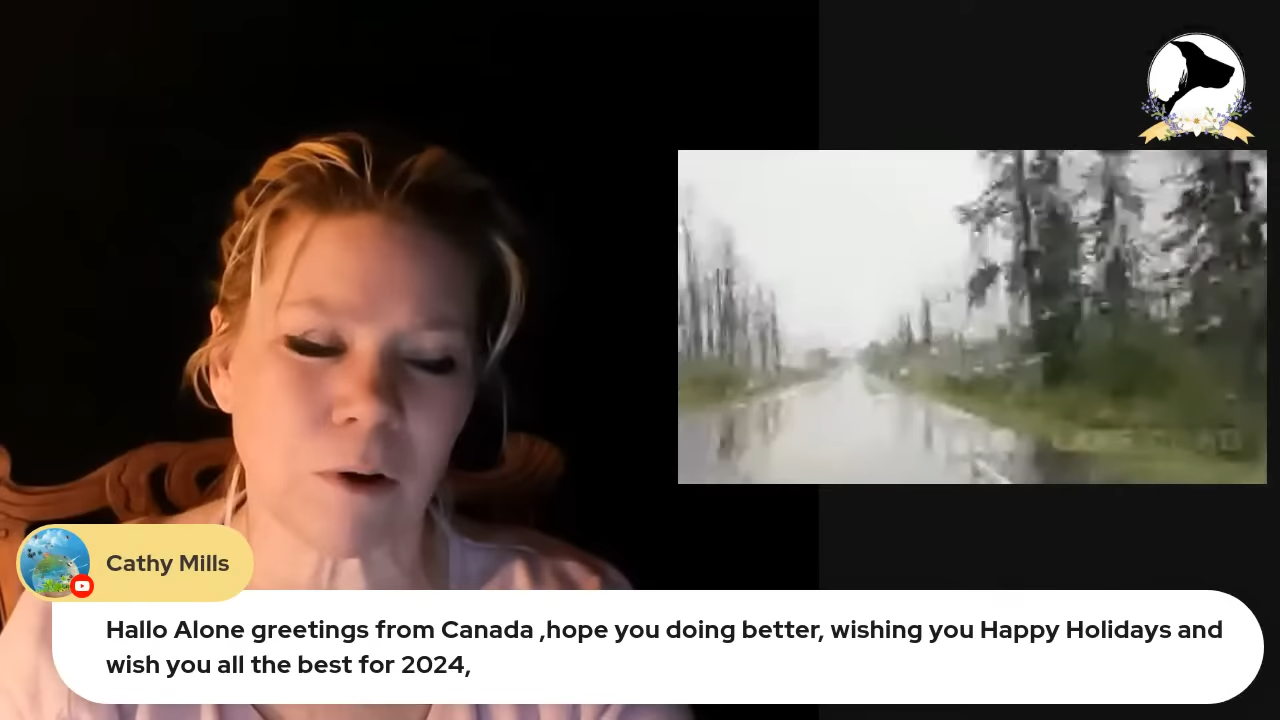 Cathy Mills
Hallo Alone greetings from Canada ,hope you doing better, wishing you Happy Holidays and
wish you all the best for 2024,